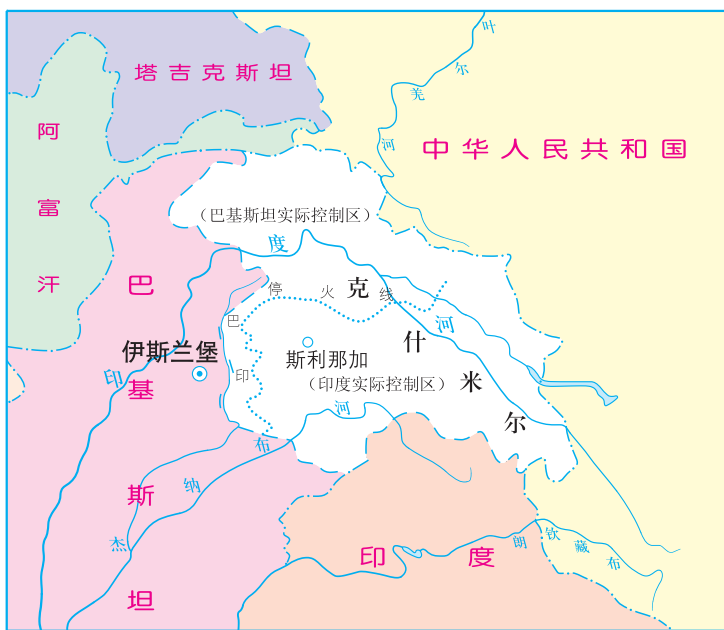 塔吉克斯坦
阿富汗
中华人民共和国
叶尔羌河
（巴基斯坦实际控制区）
克什米尔
印度河
巴印停火线
斯利那加
（印度实际控制区）
伊斯兰堡
巴基斯坦
杰纳布河
印度
朗钦藏布